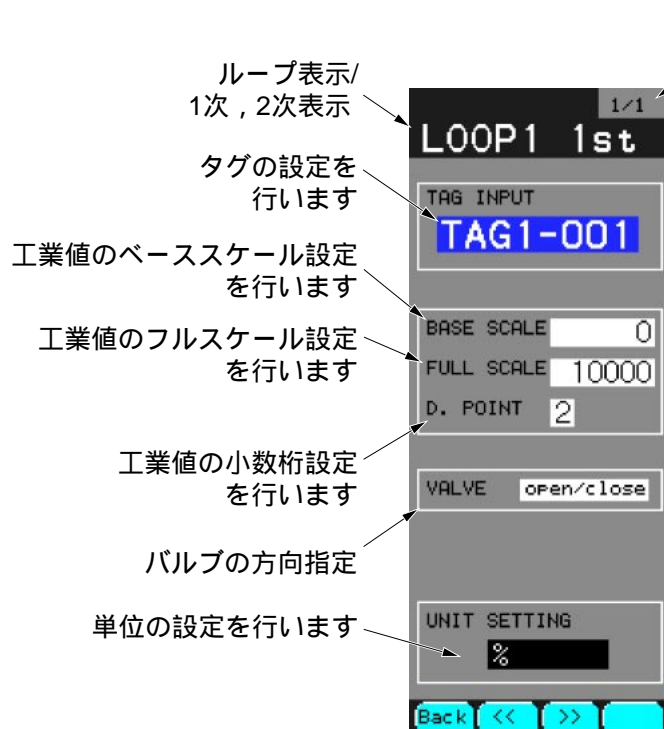 ループ表示/
1次，2次表示
タグの設定を
行います
工業値のベーススケール設定
を行います
工業値のフルスケール設定
を行います
工業値の小数桁設定
を行います
バルブの方向指定
単位の設定を行います
1/1
LOOP1 1st
TAG INPUT
TAG1-001
BASE SCALE 0
FULL SCALE 10000
D. POINT 2
VALVE open/close
UNIT SETTING
%
Back << >>